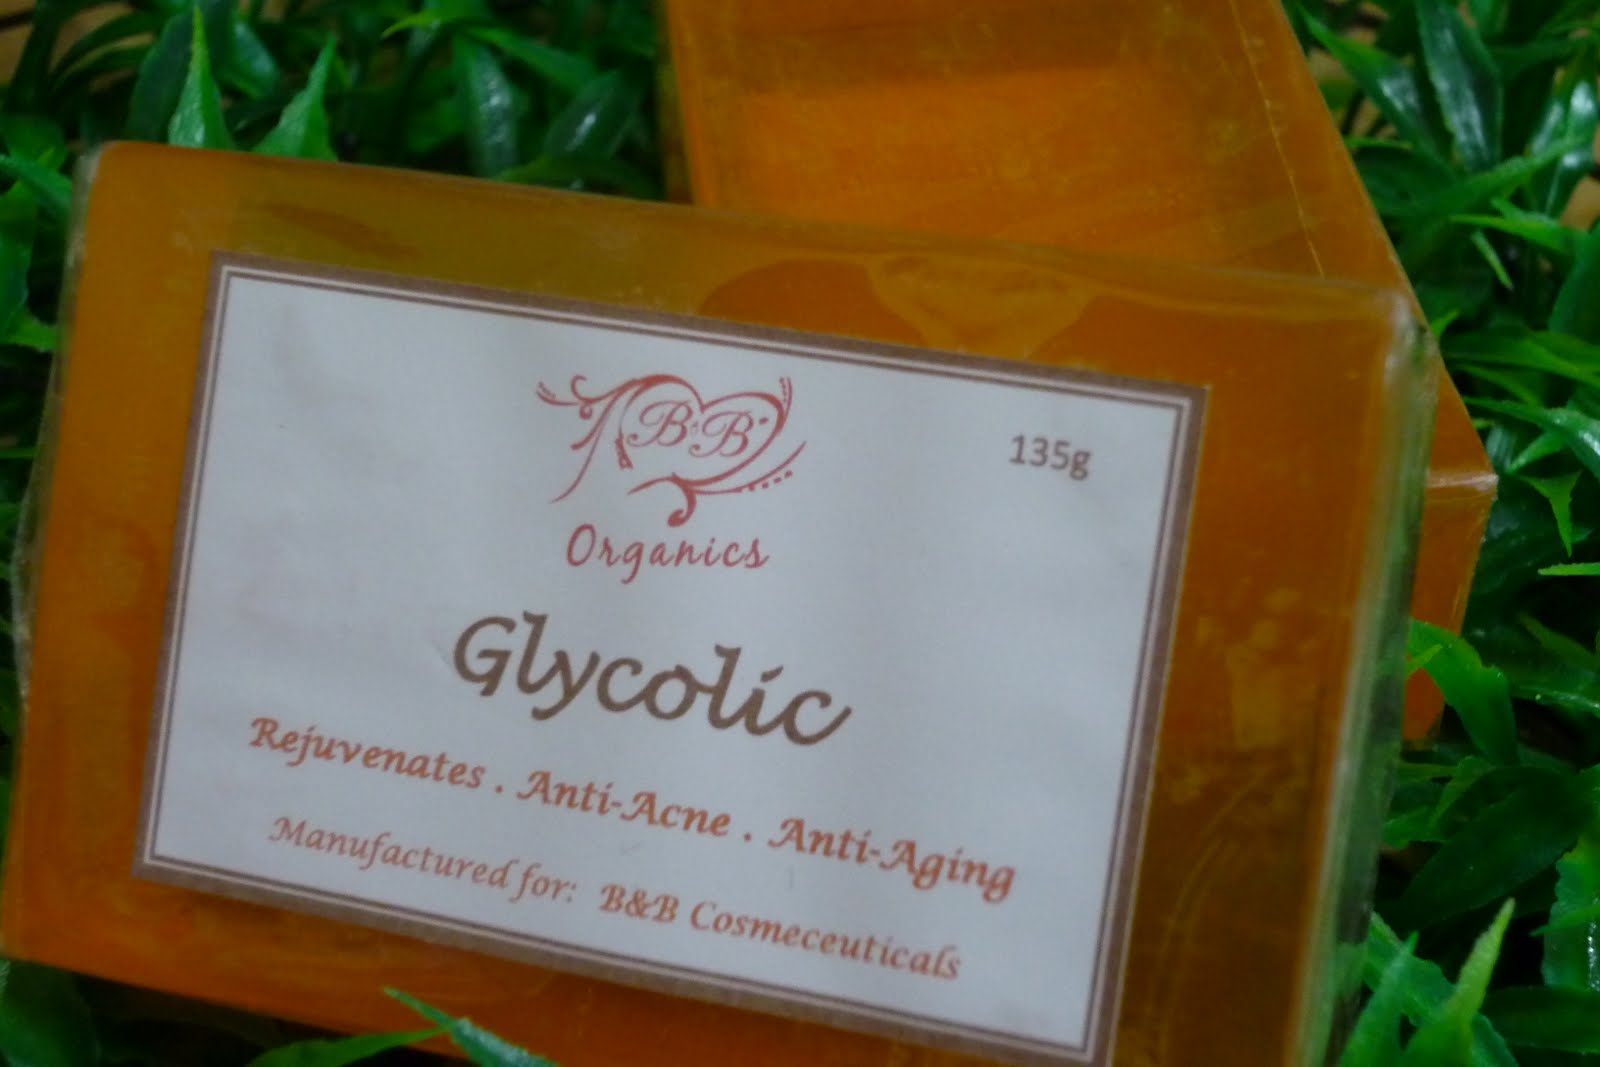 B&B
135g
Organics
Glycolic
Rejuvenates . Anti-Acne . Anti-Aging
Manufactured for: B&B Cosmeceuticals